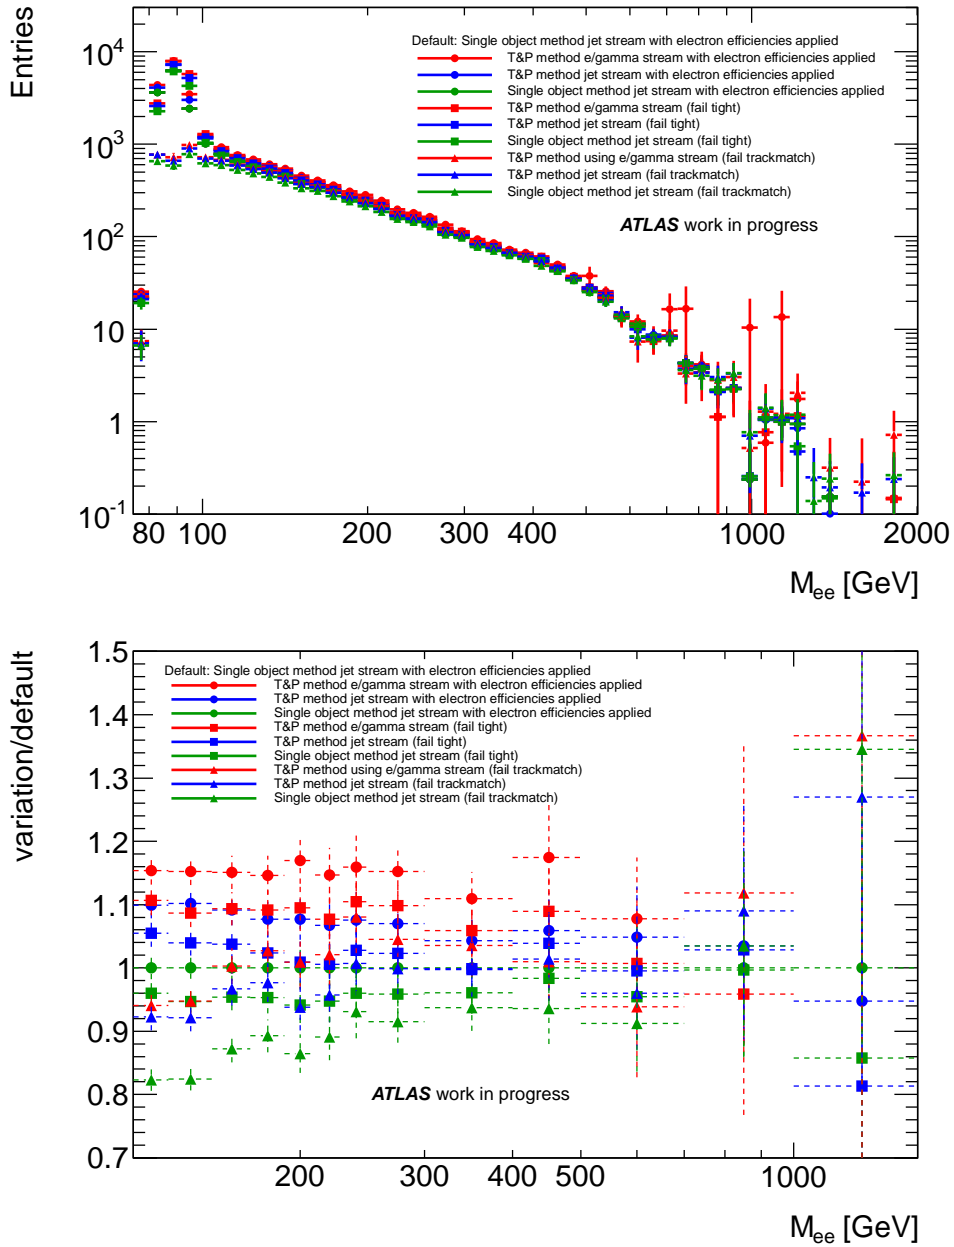 Entries
10^4
10^3
10^2
10
1
10^-1
Default: Single object method jet stream with electron efficiencies applied
T&P method e/gamma stream with electron efficiencies applied
T&P method jet stream with electron efficiencies applied
Single object method jet stream with electron efficiencies applied
T&P method e/gamma stream (fail tight)
T&P method jet stream (fail tight)
Single object method jet stream (fail tight)
T&P method using e/gamma stream (fail trackmatch)
T&P method jet stream (fail trackmatch)
Single object method jet stream (fail trackmatch)
ATLAS work in progress
80 100 200 300 400 1000 2000
M_ee [GeV]
variation/default
1.5
1.4
1.3
1.2
1.1
1
0.9
0.8
0.7
Default: Single object method jet stream with electron efficiencies applied
T&P method e/gamma stream with electron efficiencies applied
T&P method jet stream with electron efficiencies applied
Single object method jet stream with electron efficiencies applied
T&P method e/gamma stream (fail tight)
T&P method jet stream (fail tight)
Single object method jet stream (fail tight)
T&P method using e/gamma stream (fail trackmatch)
T&P method jet stream (fail trackmatch)
Single object method jet stream (fail trackmatch)
ATLAS work in progress
200 300 400 500 1000
M_ee [GeV]